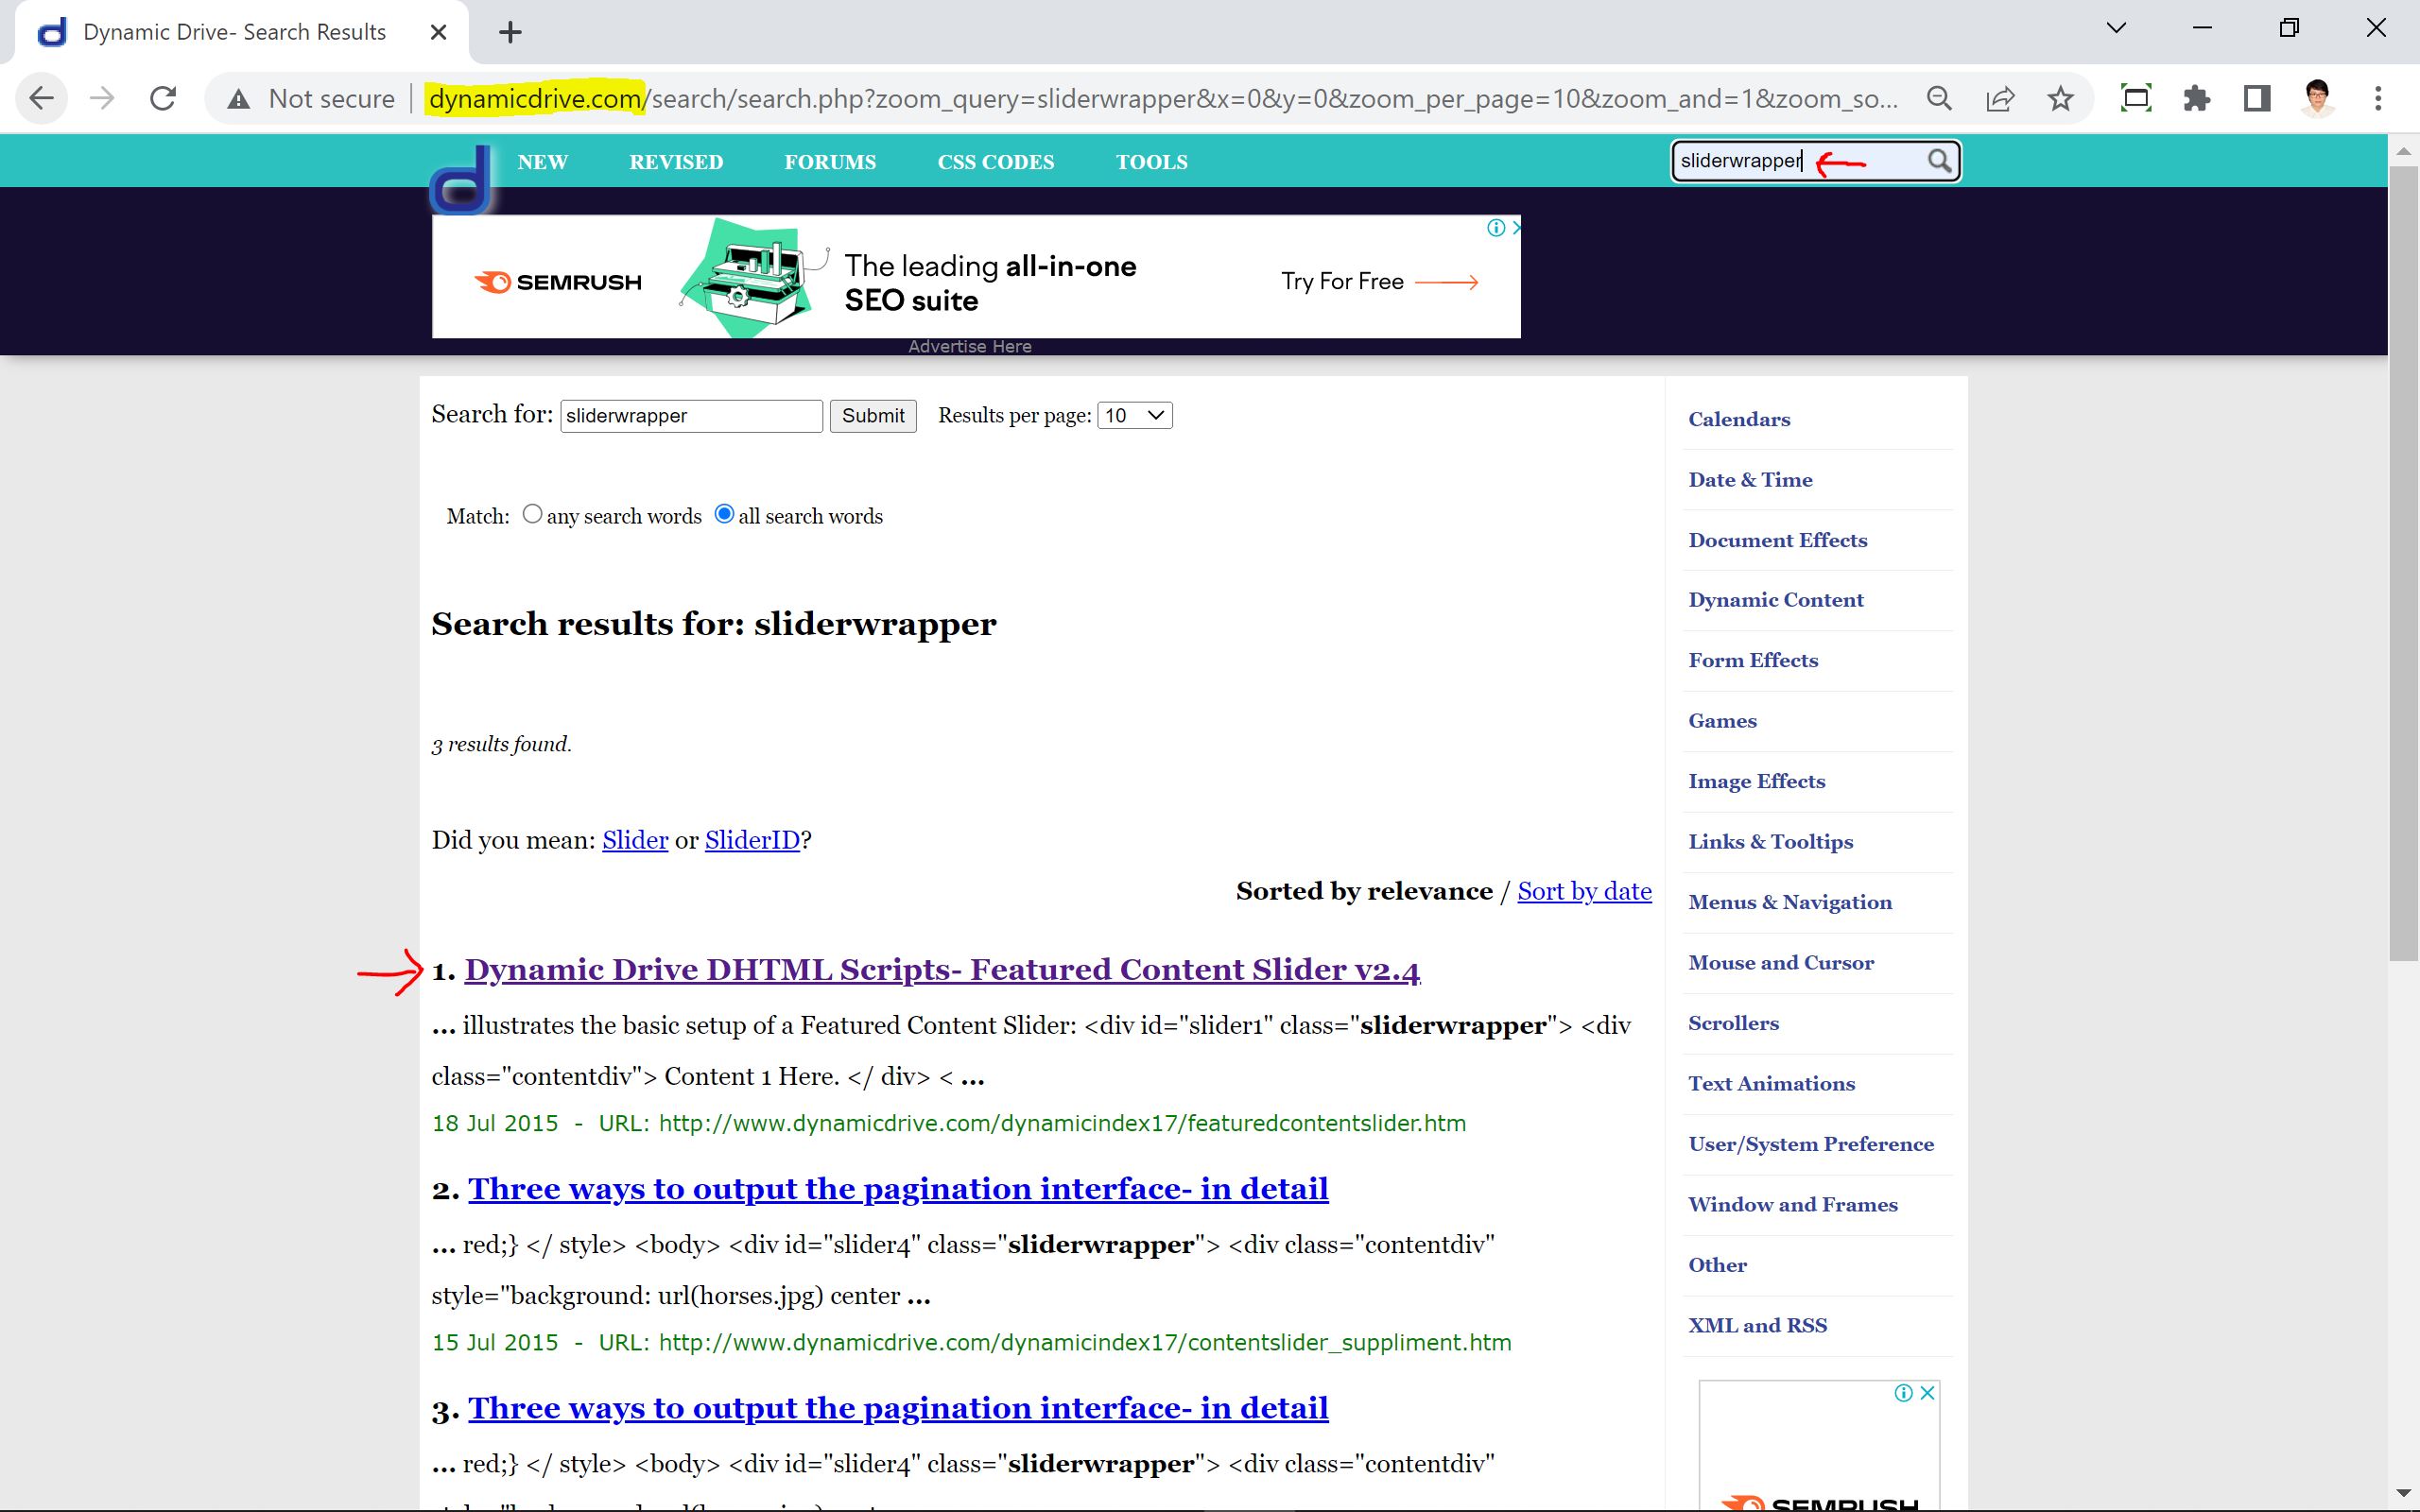 Dynamic Drive- Search Results
Not secure
dynamicdrive.com/search/search.php?zoom_query=sliderwrapper&x=0&y=0&zoom_per_page=10&zoom_and=1&zoom_so...
NEW REVISED FORUMS CSS CODES TOOLS
sliderwrapper
SEMRUSH
The leading all-in-one
SEO suite
Try For Free
Advertise Here
Search for: sliderwrapper Submit Results per page: 10
Match: any search words all search words
Search results for: sliderwrapper
3 results found.
Did you mean: Slider or SliderID?
Sorted by relevance / Sort by date
1. Dynamic Drive DHTML Scripts- Featured Content Slider v2.4
... illustrates the basic setup of a Featured Content Slider: <div id="slider1" class="sliderwrapper"> <div
class="contentdiv"> Content 1 Here. </ div> < ...
18 Jul 2015 - URL: http://www.dynamicdrive.com/dynamicindex17/featuredcontentslider.htm
2. Three ways to output the pagination interface- in detail
... red;} </ style> <body> <div id="slider4" class="sliderwrapper"> <div class="contentdiv"
style="background: url(horses.jpg) center ...
15 Jul 2015 - URL: http://www.dynamicdrive.com/dynamicindex17/contentslider_suppliment.htm
3. Three ways to output the pagination interface- in detail
... red;} </ style> <body> <div id="slider4" class="sliderwrapper"> <div class="contentdiv"
Calendars
Date & Time
Document Effects
Dynamic Content
Form Effects
Games
Image Effects
Links & Tooltips
Menus & Navigation
Mouse and Cursor
Scrollers
Text Animations
User/System Preference
Window and Frames
Other
XML and RSS
SEMRUSH